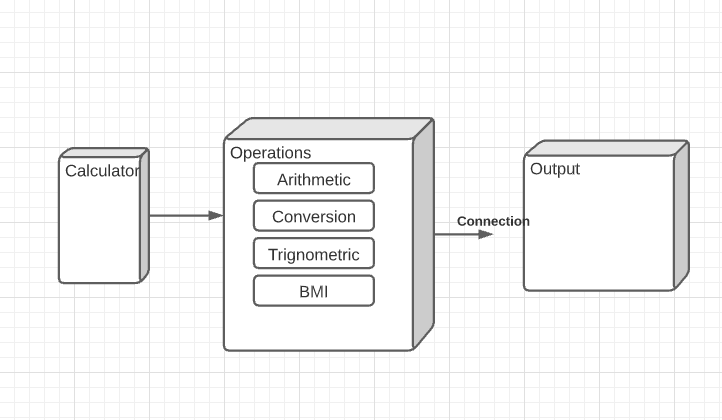 Calculator
Operations
Arithmetic
Conversion
Trignometric
BMI
Connection
Output